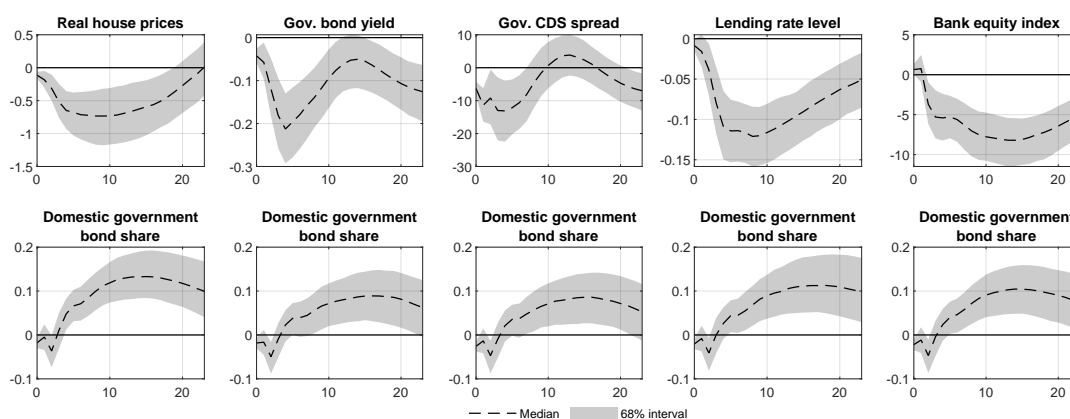 Real house prices
Gov. bond yield
Gov. CDS spread
Lending rate level
Bank equity index
0.5
0
-0.5
-1
-1.5
0 10 20
0
-0.1
-0.2
-0.3
0 10 20
10
0
-10
-20
-30
0 10 20
0
-0.05
-0.1
-0.15
0 10 20
5
0
-5
-10
0 10 20
Domestic government
bond share
Domestic government
bond share
Domestic government
bond share
Domestic government
bond share
Domestic government
bond share
0.2
0.1
0
-0.1
0 10 20
0.2
0.1
0
-0.1
0 10 20
0.2
0.1
0
-0.1
0 10 20
0.2
0.1
0
-0.1
0 10 20
0.2
0.1
0
-0.1
0 10 20
Median 68% interval